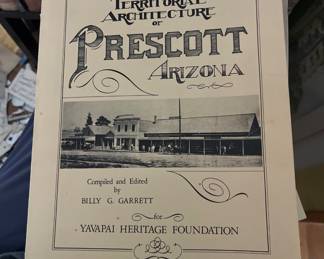 TERRITORIAL
ARCHITECTURE
OF
PRESCOTT
ARIZONA
Compiled and Edited
by
BILLY G. GARRETT
for
YAVAPAI HERITAGE FOUNDATION